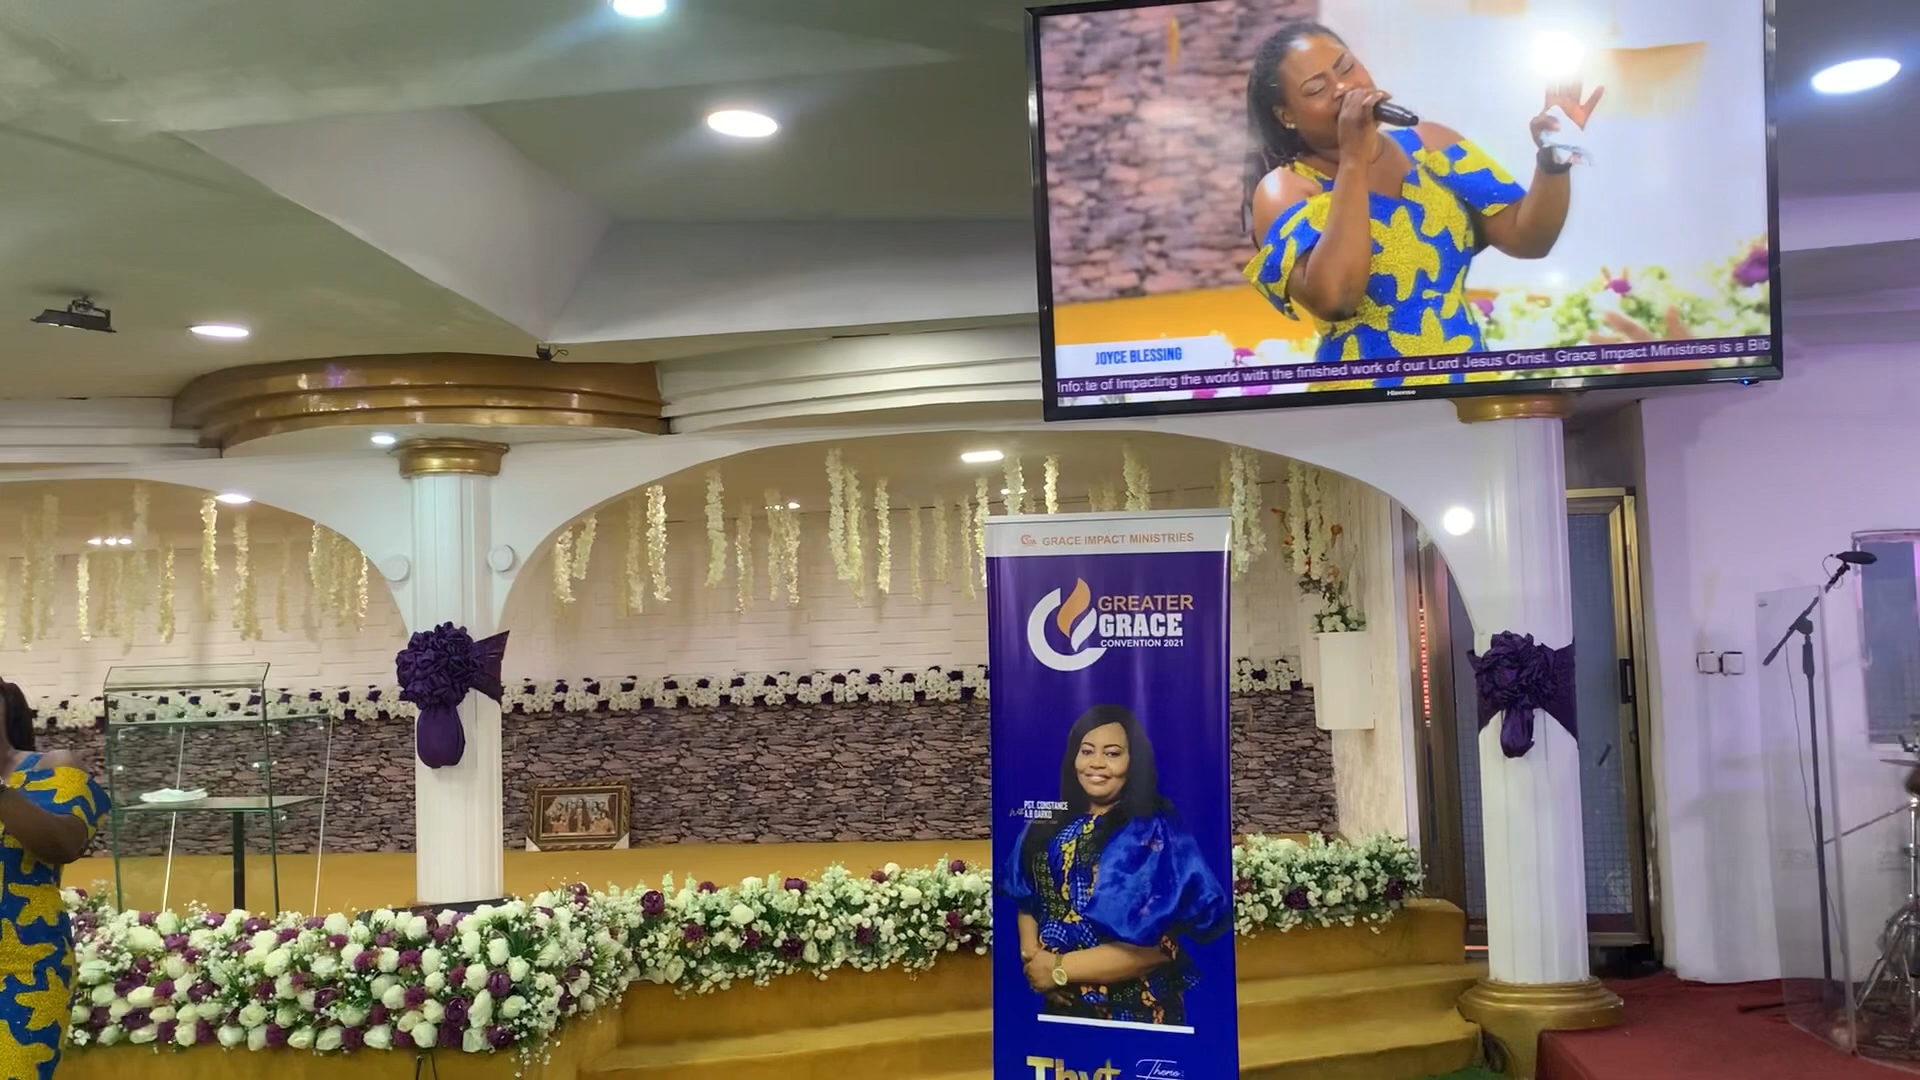 JOYCE BLESSING
Info: te of Impacting the world with the finished work of our Lord Jesus Christ. Grace Impact Ministries is a Bib
Hisense
GRACE IMPACT MINISTRIES
GREATER
GRACE
CONVENTION 2021
PST. CONSTANCE
A.B DARKO
Theme:
Thy